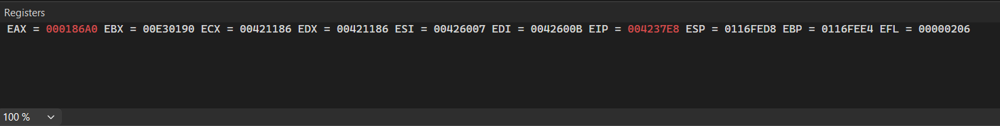 Registers
EAX = 000186A0 EBX = 00E30190 ECX = 00421186 EDX = 00421186 ESI = 00426007 EDI = 0042600B EIP = 004237E8 ESP = 0116FED8 EBP = 0116FEE4 EFL = 00000206
100 %